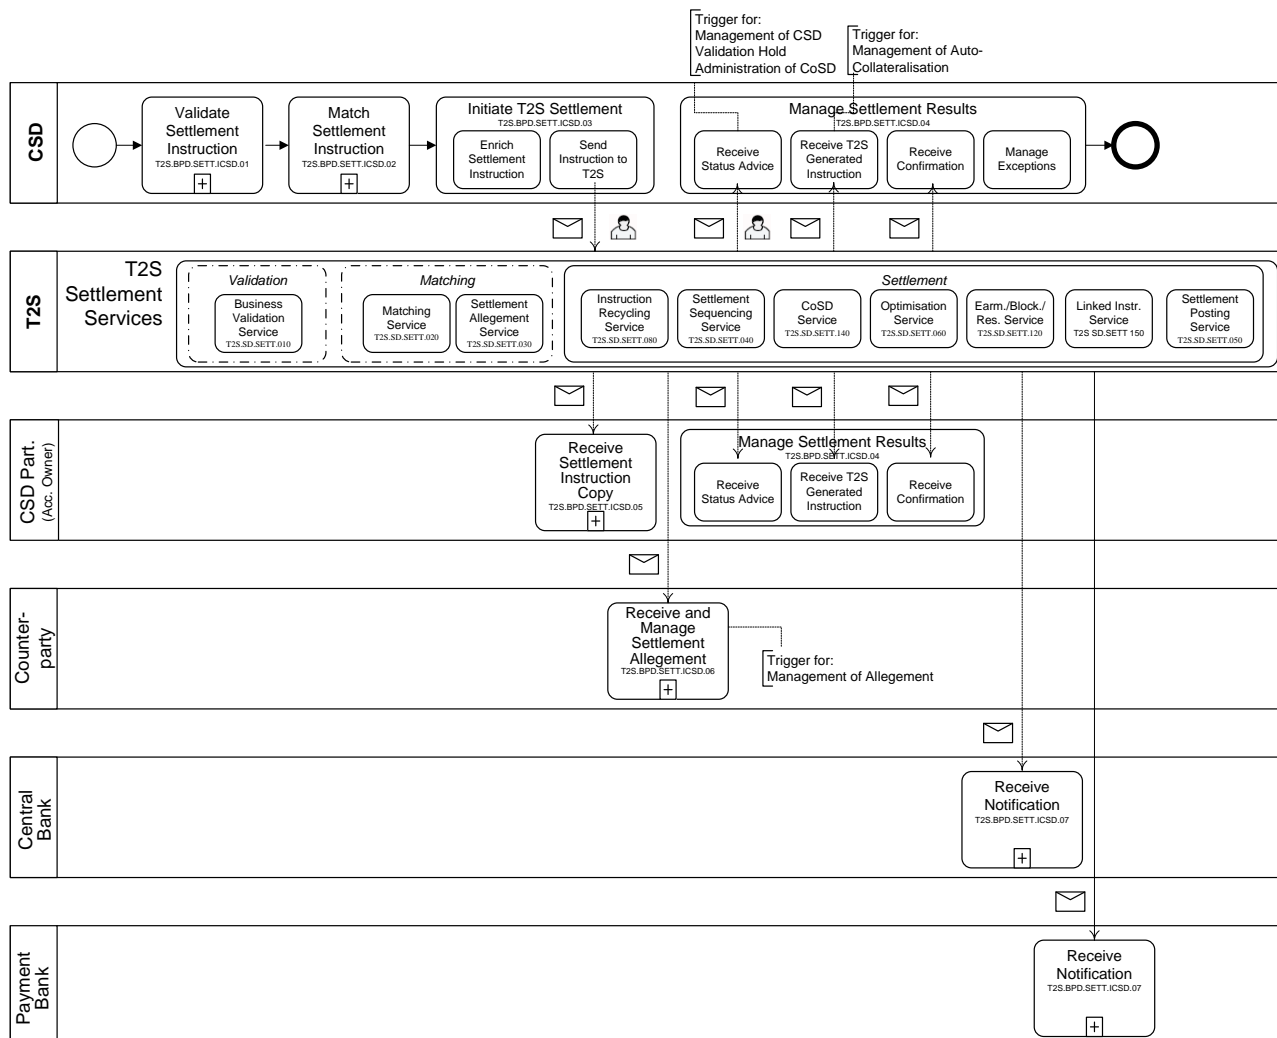 Trigger for:
Management of CSD
Validation Hold
Administration of CoSD
Trigger for:
Management of Auto-
Collateralisation
CSD
Validate
Settlement
Instruction
T2S.BPD.SETT.ICSD.01
Match
Settlement
Instruction
T2S.BPD.SETT.ICSD.02
Initiate T2S Settlement
T2S.BPD.SETT.ICSD.03
Enrich
Settlement
Instruction
Send
Instruction to
T2S
Manage Settlement Results
T2S.BPD.SETT.ICSD.04
Receive
Status Advice
Receive T2S
Generated
Instruction
Receive
Confirmation
Manage
Exceptions
T2S
T2S
Settlement
Services
Validation
Business
Validation
Service
T2S.SD.SETT.010
Matching
Matching
Service
T2S.SD.SETT.020
Settlement
Allegement
Service
T2S.SD.SETT.030
Settlement
Instruction
Recycling
Service
T2S.SD.SETT.080
Settlement
Sequencing
Service
T2S.SD.SETT.040
CoSD
Service
T2S.SD.SETT.140
Optimisation
Service
T2S.SD.SETT.060
Earm./Block./
Res. Service
T2S.SD.SETT.120
Linked Instr.
Service
T2S SD.SETT 150
Settlement
Posting
Service
T2S.SD.SETT.050
CSD Part.
(Acc. Owner)
Receive
Settlement
Instruction
Copy
T2S.BPD.SETT.ICSD.05
Manage Settlement Results
T2S.BPD.SETT.ICSD.04
Receive
Status Advice
Receive T2S
Generated
Instruction
Receive
Confirmation
Counter-
party
Receive and
Manage
Settlement
Allegement
T2S.BPD.SETT.ICSD.06
Trigger for:
Management of Allegement
Central
Bank
Receive
Notification
T2S.BPD.SETT.ICSD.07
Payment
Bank
Receive
Notification
T2S.BPD.SETT.ICSD.07